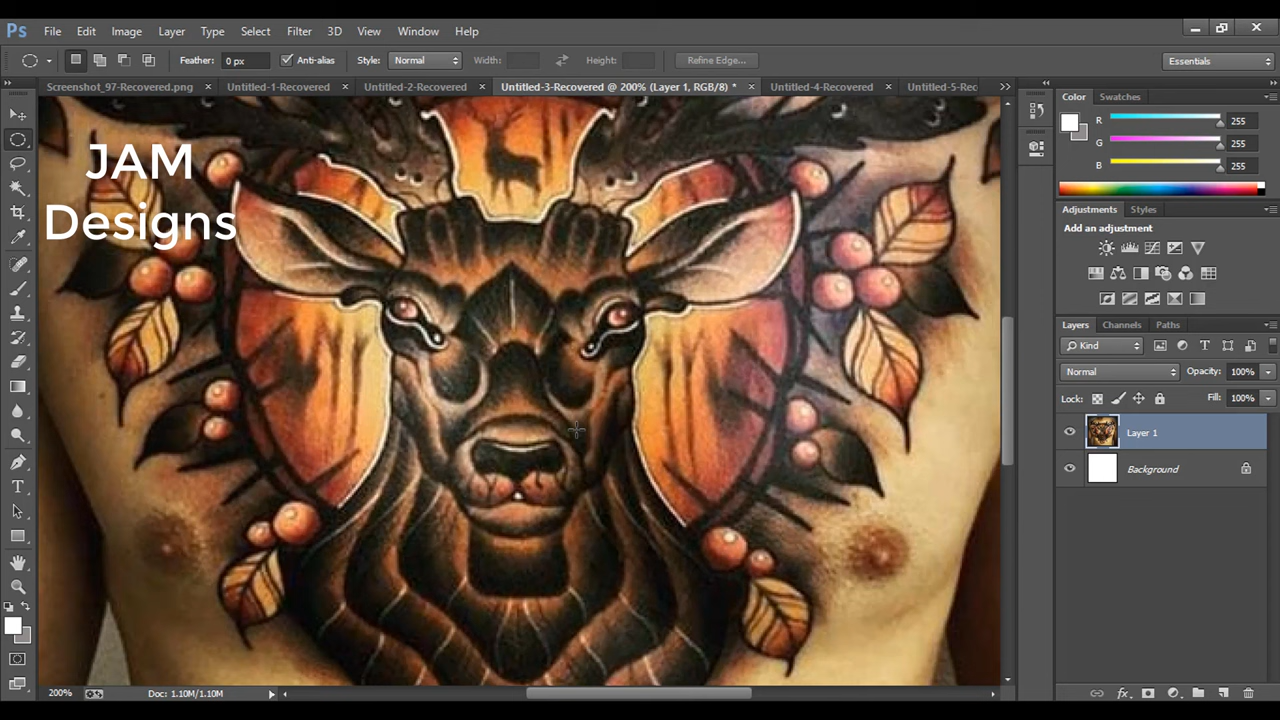 Ps File Edit Image Layer Type Select Filter 3D View Window Help
Feather: 0 px Anti-alias Style: Normal Width: Height: Refine Edge... Essentials
Screenshot_97-Recovered.png × Untitled-1-Recovered × Untitled-2-Recovered × Untitled-3-Recovered @ 200% (Layer 1, RGB/8) * × Untitled-4-Recovered × Untitled-5-Rec
JAM
Designs
Color Swatches
R 255
G 255
B 255
Adjustments Styles
Add an adjustment
Layers Channels Paths
Kind
Normal Opacity: 100%
Lock: Fill: 100%
Layer 1
Background
200% Doc: 1.10M/1.10M